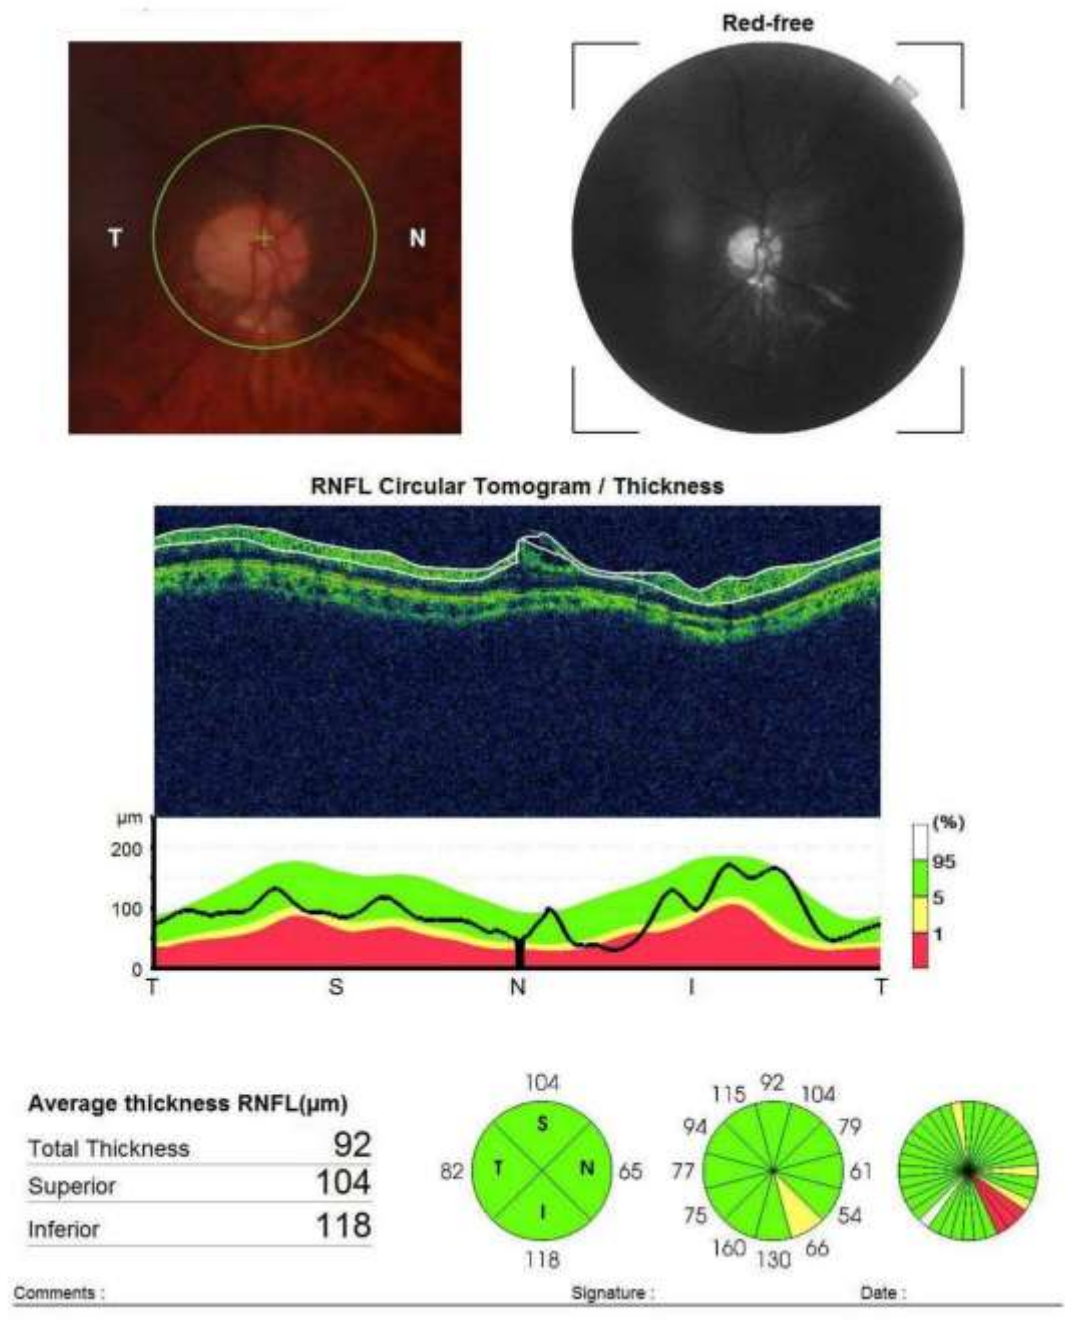 Red-free
T N
RNFL Circular Tomogram / Thickness
µm
200
100
0
T S N I T
(%)
95
5
1
Average thickness RNFL(µm)
Total Thickness 92
Superior 104
Inferior 118
104
S
82 T N 65
I
118
92
115 104
94 79
77 61
75 54
160 66
130
Comments :
Signature :
Date :